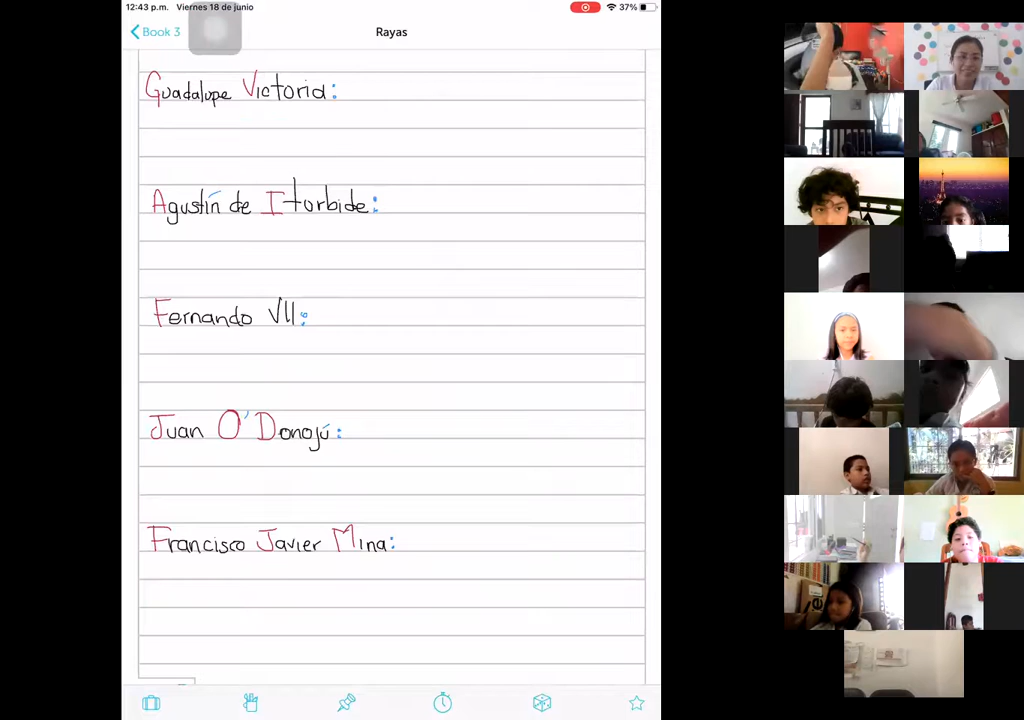 12:43 p.m. Viernes 18 de junio 37%
Book 3 Rayas
Guadalupe Victoria:
Agustín de Iturbide:
Fernando VII:
Juan O'Donojú:
Francisco Javier Mina: